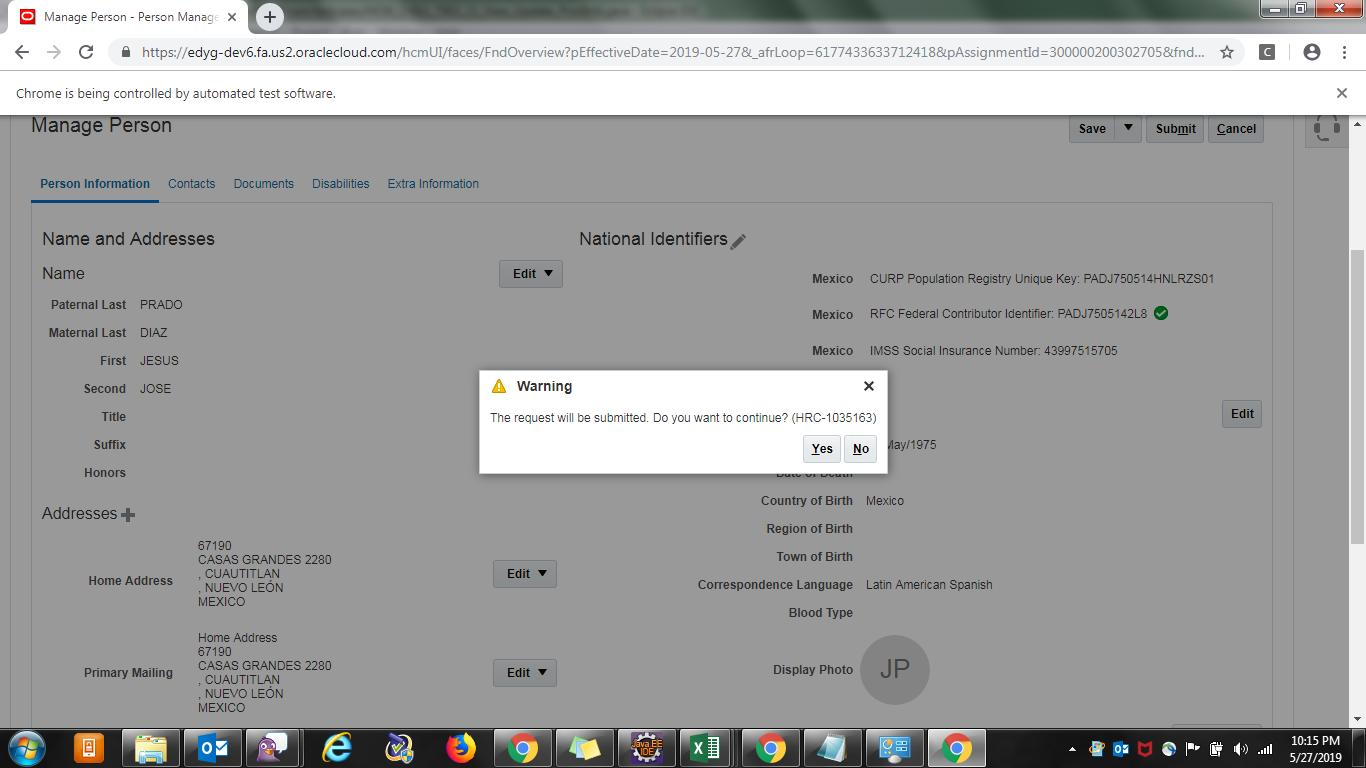 Manage Person - Person Manage
https://edyg-dev6.fa.us2.oraclecloud.com/hcmUI/faces/FndOverview?pEffectiveDate=2019-05-27&_afrLoop=6177433633712418&pAssignmentId=300000200302705&fnd...
C
Chrome is being controlled by automated test software.
Manage Person
Save
Submit
Cancel
Person Information
Contacts
Documents
Disabilities
Extra Information
Name and Addresses
Name
Edit
Paternal Last PRADO
Maternal Last DIAZ
First JESUS
Second JOSE
Title
Suffix
Honors
Addresses
Home Address
67190
CASAS GRANDES 2280
, CUAUTITLAN
, NUEVO LEÓN
MEXICO
Edit
Primary Mailing
Home Address
67190
CASAS GRANDES 2280
, CUAUTITLAN
, NUEVO LEÓN
MEXICO
Edit
National Identifiers
Mexico CURP Population Registry Unique Key: PADJ750514HNLRZS01
Mexico RFC Federal Contributor Identifier: PADJ7505142L8
Mexico IMSS Social Insurance Number: 43997515705
Warning
The request will be submitted. Do you want to continue? (HRC-1035163)
Yes
No
Edit
May/1975
Date of Death
Country of Birth Mexico
Region of Birth
Town of Birth
Correspondence Language Latin American Spanish
Blood Type
Display Photo JP
Java EE
IDE
10:15 PM
5/27/2019